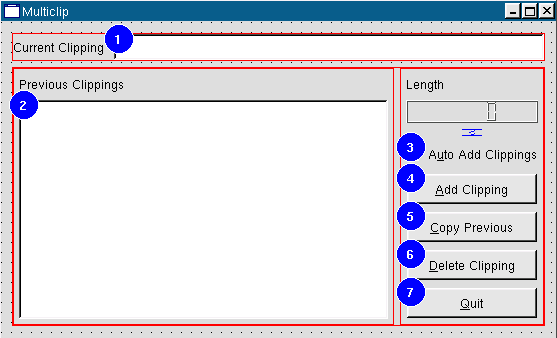 Multiclip
1
Current Clipping
Previous Clippings
2
Length
0
3
Auto Add Clippings
4
Add Clipping
5
Copy Previous
6
Delete Clipping
7
Quit